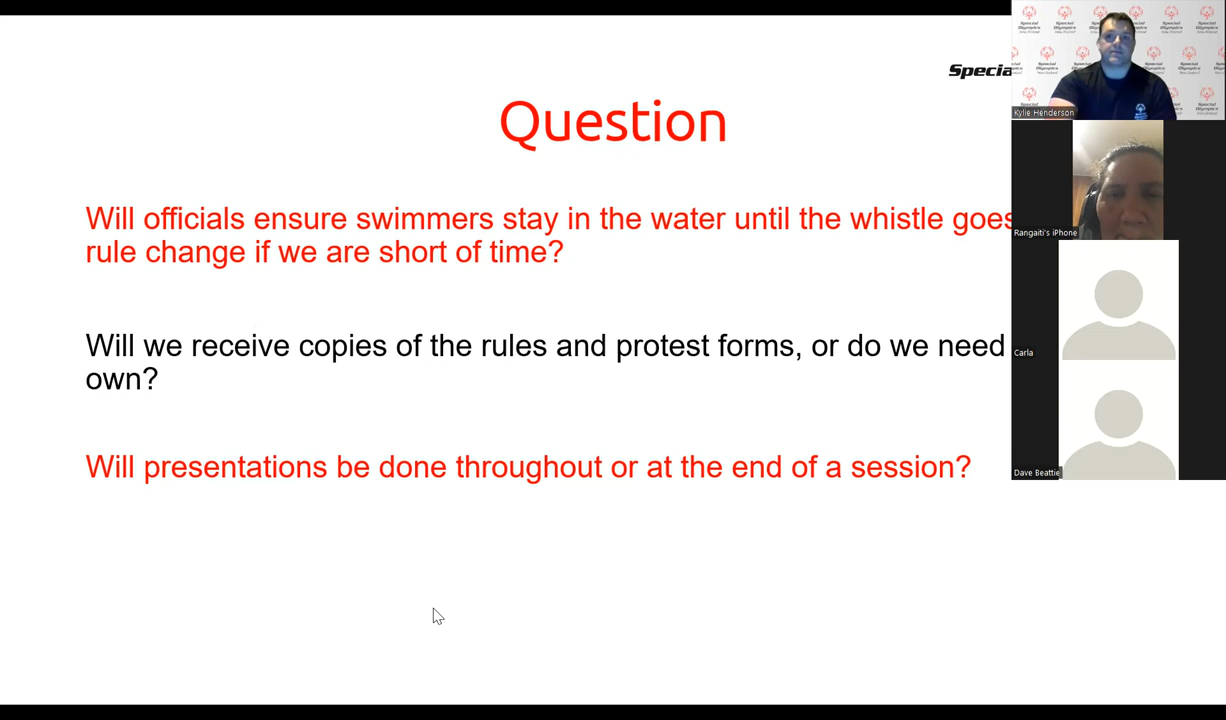 Specia
Question
Will officials ensure swimmers stay in the water until the whistle goes
rule change if we are short of time?
Will we receive copies of the rules and protest forms, or do we need
own?
Will presentations be done throughout or at the end of a session?
Kylie Henderson
Rangaiti's iPhone
Carla
Dave Beattie